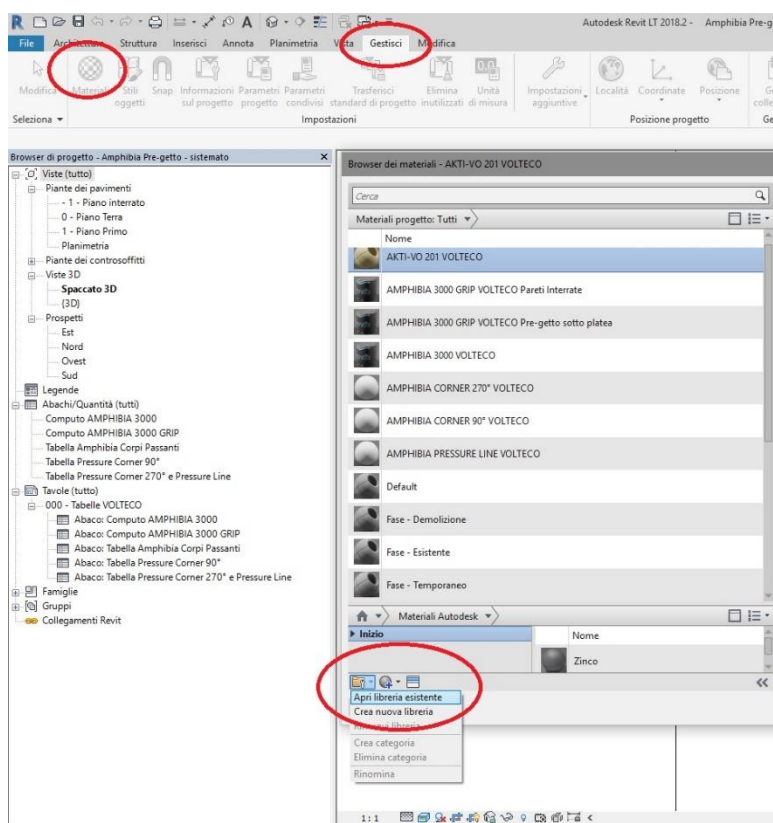 Autodesk Revit LT 2018.2 - Amphibia Pre-g
File Architettura Struttura Inserisci Annota Planimetria Vista Gestisci Modifica
Modifica Materiali Stili oggetti Snap Informazioni sul progetto Parametri progetto Parametri condivisi Trasferisci standard di progetto Elimina inutilizzati Unità di misura Impostazioni aggiuntive Località Coordinate Posizione
Seleziona Impostazioni Posizione progetto
Browser di progetto - Amphibia Pre-getto - sistemato
Viste (tutto)
Piante dei pavimenti
- 1 - Piano interrato
0 - Piano Terra
1 - Piano Primo
Planimetria
Piante dei controsoffitti
Viste 3D
Spaccato 3D
{3D}
Prospetti
Est
Nord
Ovest
Sud
Legende
Abachi/Quantità (tutti)
Computo AMPHIBIA 3000
Computo AMPHIBIA 3000 GRIP
Tabella Amphibia Corpi Passanti
Tabella Pressure Corner 90°
Tabella Pressure Corner 270° e Pressure Line
Tavole (tutto)
000 - Tabelle VOLTECO
Abaco: Computo AMPHIBIA 3000
Abaco: Computo AMPHIBIA 3000 GRIP
Abaco: Tabella Amphibia Corpi Passanti
Abaco: Tabella Pressure Corner 90°
Abaco: Tabella Pressure Corner 270° e Pressure Line
Famiglie
Gruppi
Collegamenti Revit
Browser dei materiali - AKTI-VO 201 VOLTECO
Cerca
Materiali progetto: Tutti
Nome
AKTI-VO 201 VOLTECO
AMPHIBIA 3000 GRIP VOLTECO Pareti Interrate
AMPHIBIA 3000 GRIP VOLTECO Pre-getto sotto platea
AMPHIBIA 3000 VOLTECO
AMPHIBIA CORNER 270° VOLTECO
AMPHIBIA CORNER 90° VOLTECO
AMPHIBIA PRESSURE LINE VOLTECO
Default
Fase - Demolizione
Fase - Esistente
Fase - Temporaneo
Materiali Autodesk
Inizio
Nome
Zinco
Apri libreria esistente
Crea nuova libreria
Rimuovi libreria
Crea categoria
Elimina categoria
Rinomina
1 : 1